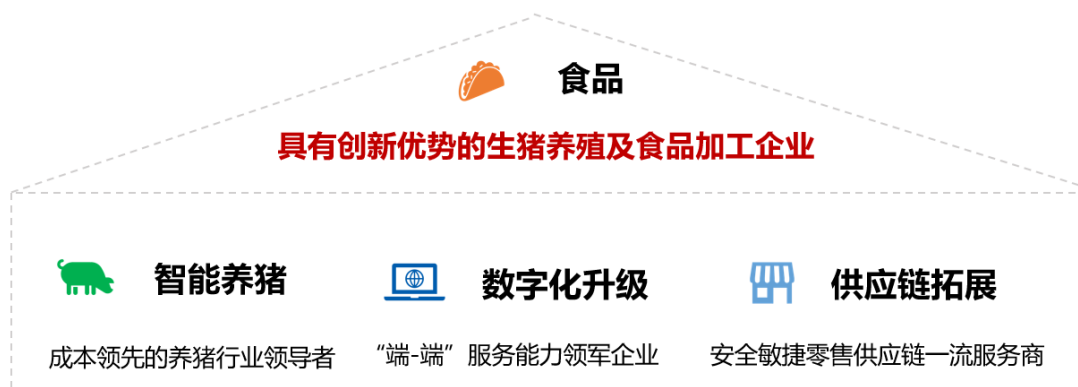 食品
具有创新优势的生猪养殖及食品加工企业
智能养猪
数字化升级
供应链拓展
成本领先的养猪行业领导者
“端-端”服务能力领军企业
安全敏捷零售供应链一流服务商